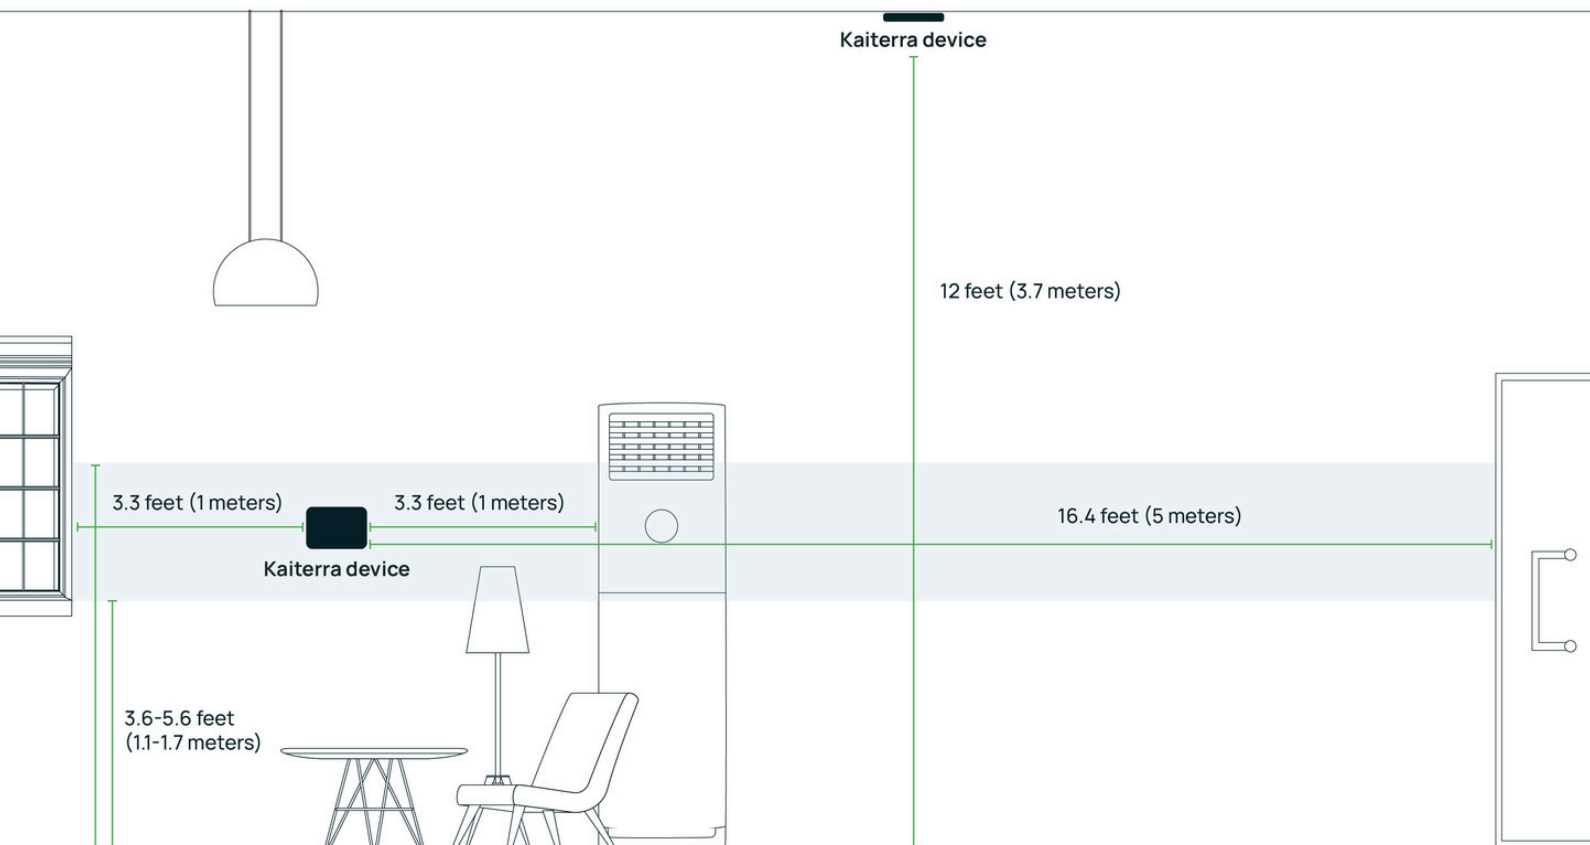 Kaiterra device
12 feet (3.7 meters)
3.3 feet (1 meters)
3.3 feet (1 meters)
16.4 feet (5 meters)
Kaiterra device
3.6-5.6 feet
(1.1-1.7 meters)